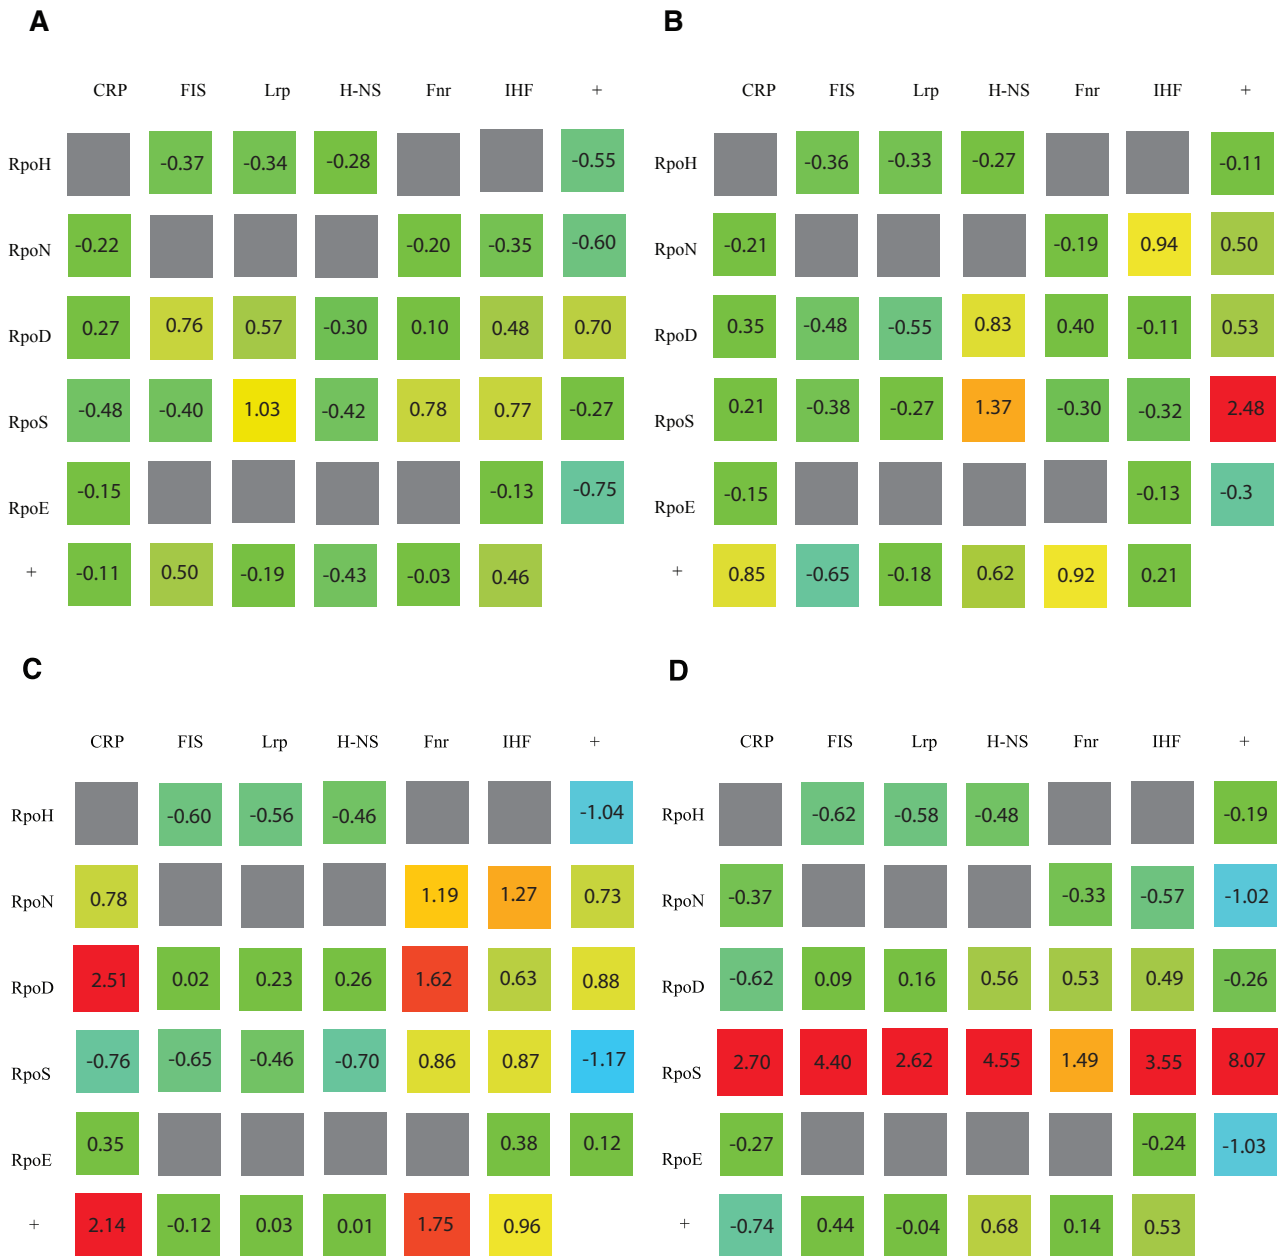 A
CRP FIS Lrp H-NS Fnr IHF +
RpoH -0.37 -0.34 -0.28 -0.55
RpoN -0.22 -0.20 -0.35 -0.60
RpoD 0.27 0.76 0.57 -0.30 0.10 0.48 0.70
RpoS -0.48 -0.40 1.03 -0.42 0.78 0.77 -0.27
RpoE -0.15 -0.13 -0.75
+ -0.11 0.50 -0.19 -0.43 -0.03 0.46
B
CRP FIS Lrp H-NS Fnr IHF +
RpoH -0.36 -0.33 -0.27 -0.11
RpoN -0.21 -0.19 0.94 0.50
RpoD 0.35 -0.48 -0.55 0.83 0.40 -0.11 0.53
RpoS 0.21 -0.38 -0.27 1.37 -0.30 -0.32 2.48
RpoE -0.15 -0.13 -0.3
+ 0.85 -0.65 -0.18 0.62 0.92 0.21
C
CRP FIS Lrp H-NS Fnr IHF +
RpoH -0.60 -0.56 -0.46 -1.04
RpoN 0.78 1.19 1.27 0.73
RpoD 2.51 0.02 0.23 0.26 1.62 0.63 0.88
RpoS -0.76 -0.65 -0.46 -0.70 0.86 0.87 -1.17
RpoE 0.35 0.38 0.12
+ 2.14 -0.12 0.03 0.01 1.75 0.96
D
CRP FIS Lrp H-NS Fnr IHF +
RpoH -0.62 -0.58 -0.48 -0.19
RpoN -0.37 -0.33 -0.57 -1.02
RpoD -0.62 0.09 0.16 0.56 0.53 0.49 -0.26
RpoS 2.70 4.40 2.62 4.55 1.49 3.55 8.07
RpoE -0.27 -0.24 -1.03
+ -0.74 0.44 -0.04 0.68 0.14 0.53